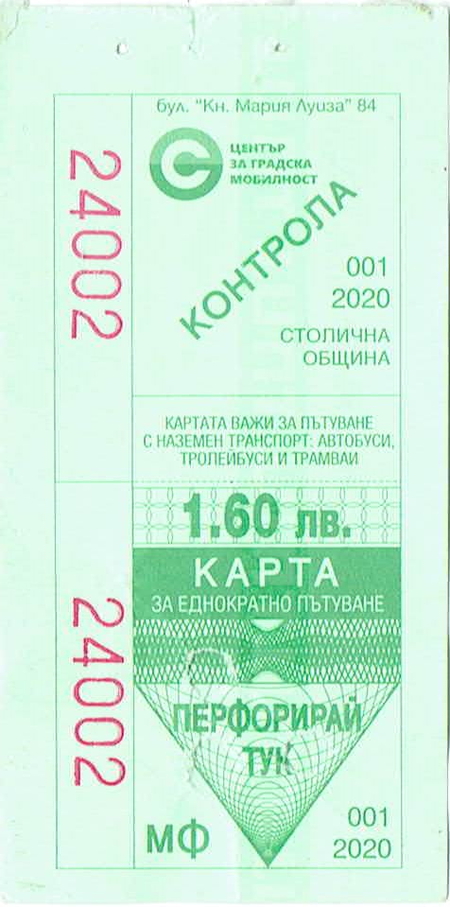 бул. "Кн. Мария Луиза" 84
ЦЕНТЪР
ЗА ГРАДСКА
МОБИЛНОСТ
24002
КОНТРОЛА
001
2020
СТОЛИЧНА
ОБЩИНА
КАРТАТА ВАЖИ ЗА ПЪТУВАНЕ
С НАЗЕМЕН ТРАНСПОРТ: АВТОБУСИ,
ТРОЛЕЙБУСИ И ТРАМВАИ
1.60 лв.
КАРТА
ЗА ЕДНОКРАТНО ПЪТУВАНЕ
24002
ПЕРФОРИРАЙ
ТУК
МФ
001
2020